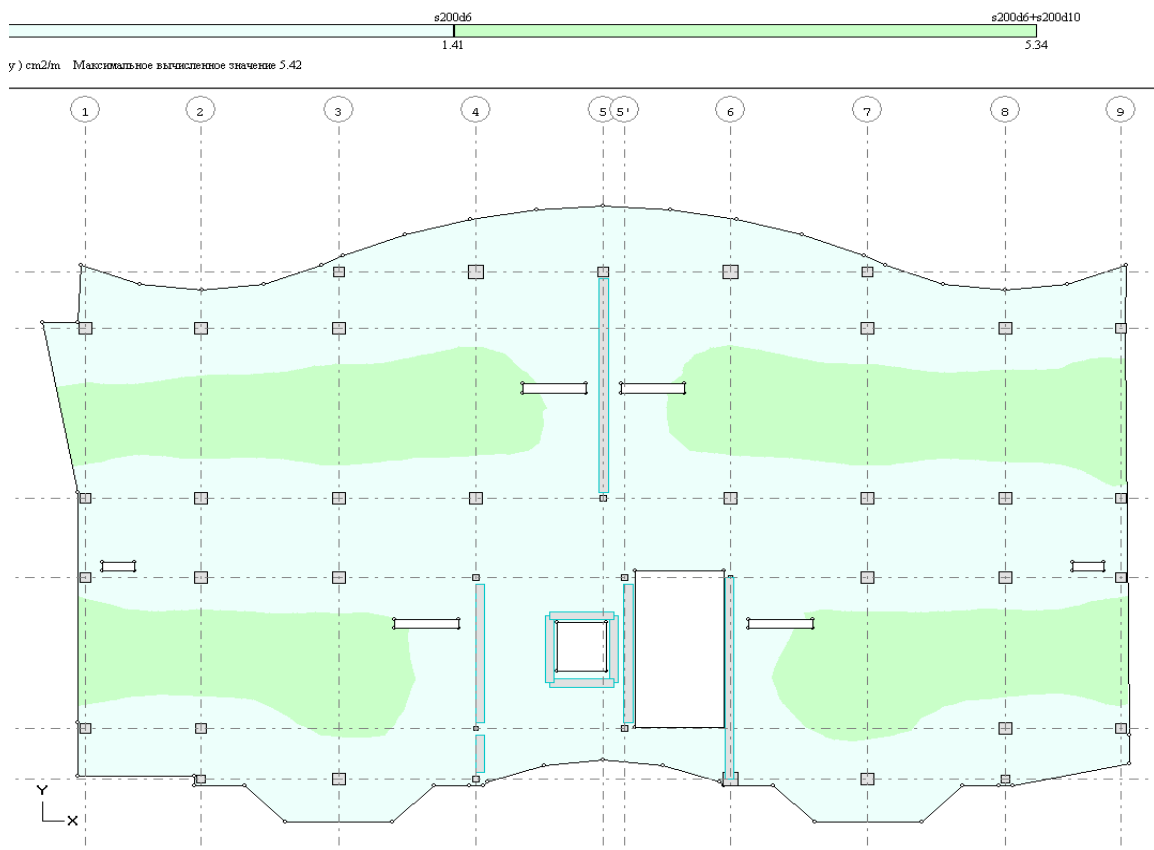 s200d6 s200d6+s200d10
1.41 5.34
y ) cm2/m Максимальное вычисленное значение 5.42
1 2 3 4 5 5' 6 7 8 9
Y
X